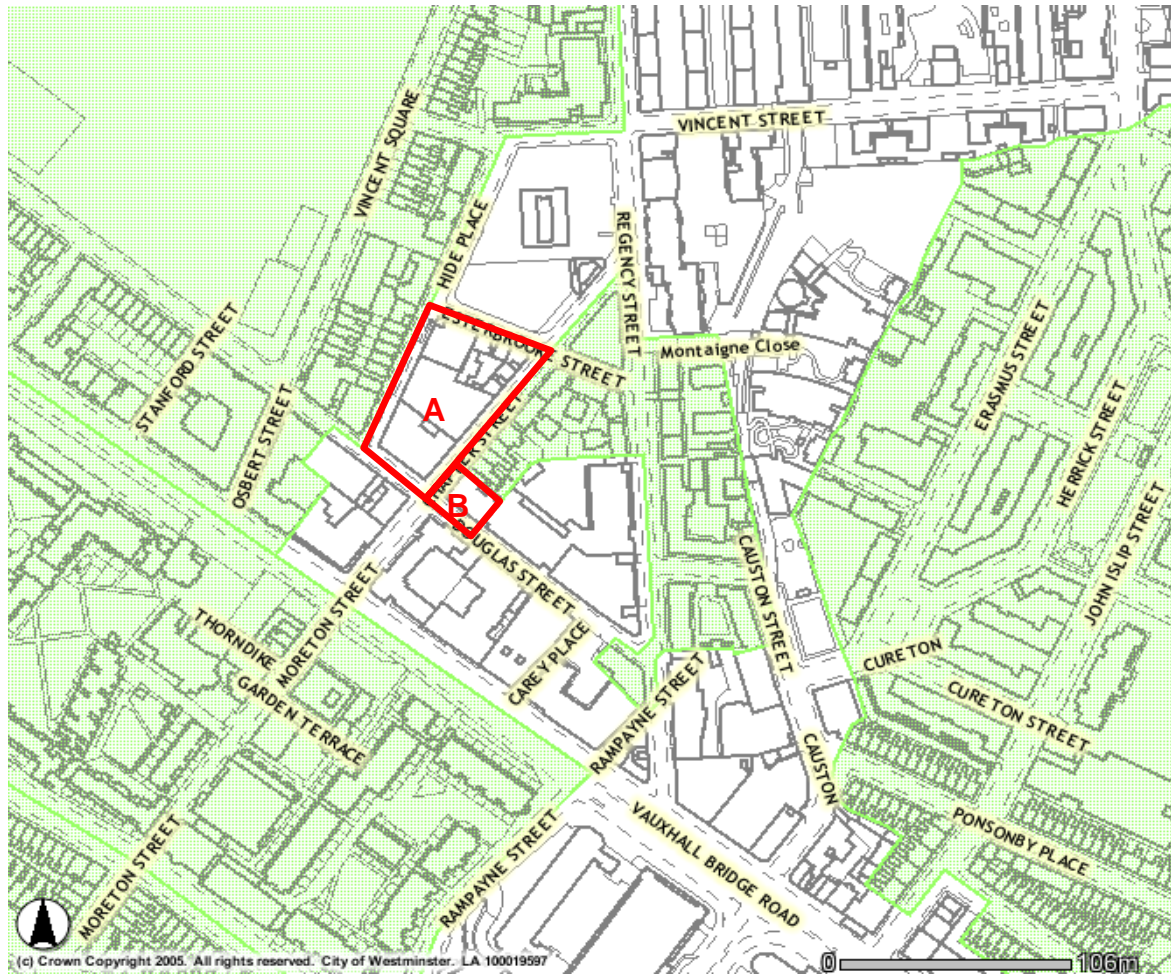 VINCENT STREET
VINCENT SQUARE
HIDE PLACE
REGENCY STREET
STANFORD STREET
OSBERT STREET
ESTERBROOKE STREET
Montaigne Close
ERASMUS STREET
HERRICK STREET
JOHN ISLIP STREET
A
STREET
B
DOUGLAS STREET
CAUSTON STREET
MORETON STREET
THORNDIKE
GARDEN TERRACE
CAREY PLACE
RAMPAYNE STREET
CURETON
CURETON STREET
CAUSTON
PONSONBY PLACE
VAUXHALL BRIDGE ROAD
RAMPAYNE STREET
MORETON STREET
(c) Crown Copyright 2005. All rights reserved. City of Westminster. LA 100019597
0 106m